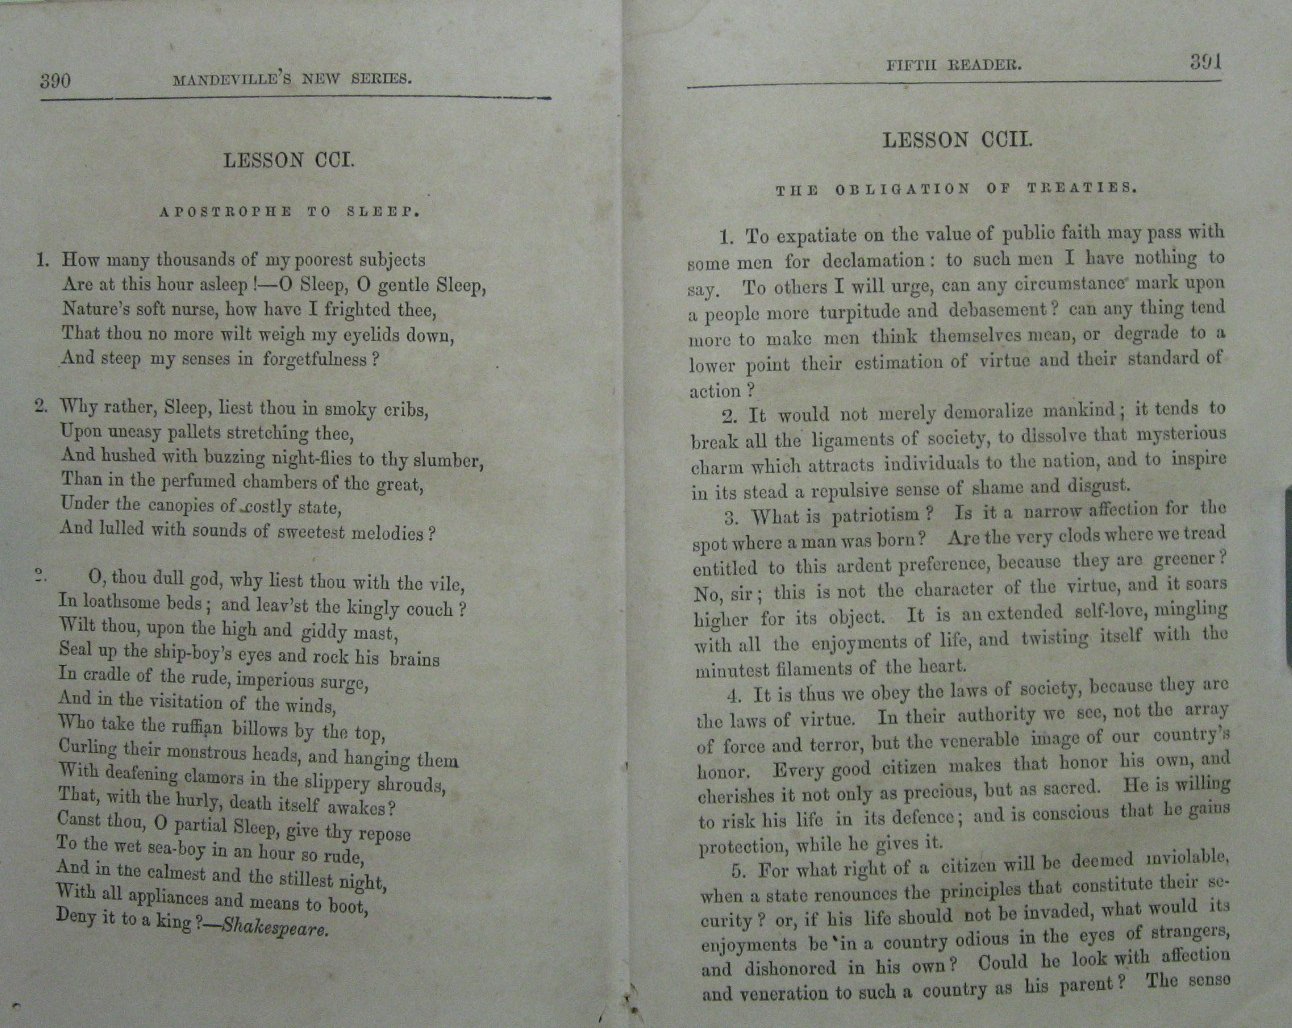 390
MANDEVILLE'S NEW SERIES.
LESSON CCI.
APOSTROPHE TO SLEEP.
1. How many thousands of my poorest subjects
Are at this hour asleep!—O Sleep, O gentle Sleep,
Nature's soft nurse, how have I frighted thee,
That thou no more wilt weigh my eyelids down,
And steep my senses in forgetfulness?
2. Why rather, Sleep, liest thou in smoky cribs,
Upon uneasy pallets stretching thee,
And hushed with buzzing night-flies to thy slumber,
Than in the perfumed chambers of the great,
Under the canopies of costly state,
And lulled with sounds of sweetest melodies?
O, thou dull god, why liest thou with the vile,
In loathsome beds; and leav'st the kingly couch?
Wilt thou, upon the high and giddy mast,
Seal up the ship-boy's eyes and rock his brains
In cradle of the rude, imperious surge,
And in the visitation of the winds,
Who take the ruffian billows by the top,
Curling their monstrous heads, and hanging them
With deafening clamors in the slippery shrouds,
That, with the hurly, death itself awakes?
Canst thou, O partial Sleep, give thy repose
To the wet sea-boy in an hour so rude,
And in the calmest and the stillest night,
With all appliances and means to boot,
Deny it to a king?—Shakespeare.
FIFTH READER.
391
LESSON CCII.
THE OBLIGATION OF TREATIES.
1. To expatiate on the value of public faith may pass with
some men for declamation: to such men I have nothing to
say. To others I will urge, can any circumstance mark upon
a people more turpitude and debasement? can any thing tend
more to make men think themselves mean, or degrade to a
lower point their estimation of virtue and their standard of
action?
2. It would not merely demoralize mankind; it tends to
break all the ligaments of society, to dissolve that mysterious
charm which attracts individuals to the nation, and to inspire
in its stead a repulsive sense of shame and disgust.
3. What is patriotism? Is it a narrow affection for the
spot where a man was born? Are the very clods where we tread
entitled to this ardent preference, because they are greener?
No, sir; this is not the character of the virtue, and it soars
higher for its object. It is an extended self-love, mingling
with all the enjoyments of life, and twisting itself with the
minutest filaments of the heart.
4. It is thus we obey the laws of society, because they are
the laws of virtue. In their authority we see, not the array
of force and terror, but the venerable image of our country's
honor. Every good citizen makes that honor his own, and
cherishes it not only as precious, but as sacred. He is willing
to risk his life in its defence; and is conscious that he gains
protection, while he gives it.
5. For what right of a citizen will be deemed inviolable,
when a state renounces the principles that constitute their se-
curity? or, if his life should not be invaded, what would its
enjoyments be in a country odious in the eyes of strangers,
and dishonored in his own? Could he look with affection
and veneration to such a country as his parent? The sense